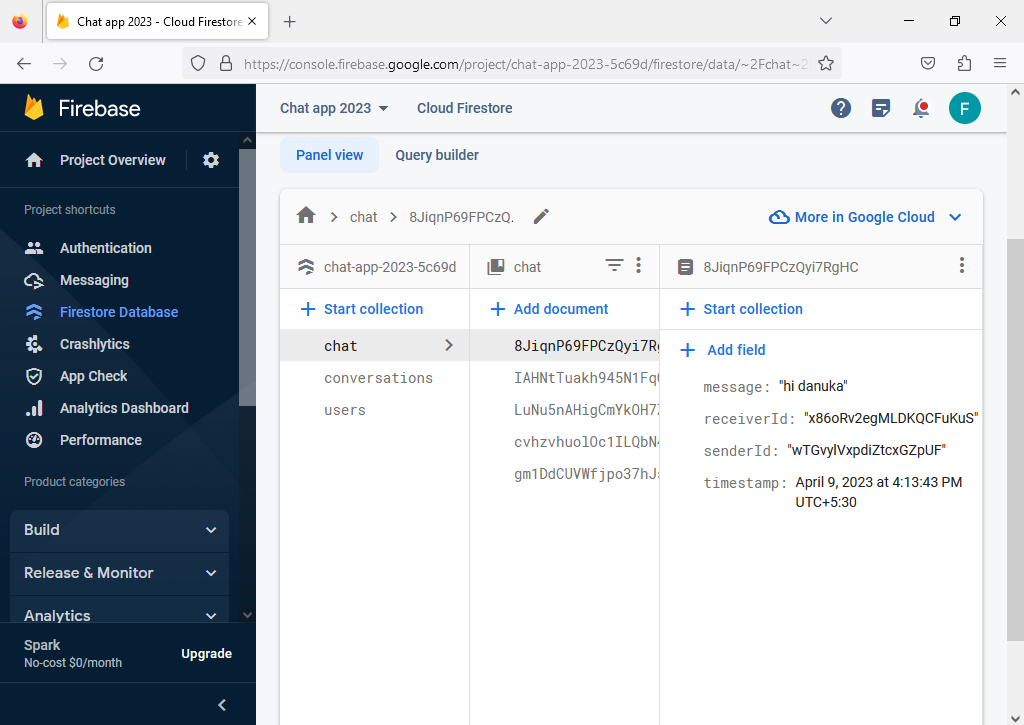 Chat app 2023 - Cloud Firestore
https://console.firebase.google.com/project/chat-app-2023-5c69d/firestore/data/~2Fchat~2
Firebase
Project Overview
Project shortcuts
Authentication
Messaging
Firestore Database
Crashlytics
App Check
Analytics Dashboard
Performance
Product categories
Build
Release & Monitor
Analytics
Spark
No-cost $0/month
Upgrade
Chat app 2023
Cloud Firestore
F
Panel view
Query builder
chat
8JiqnP69FPCzQ.
More in Google Cloud
chat-app-2023-5c69d
chat
8JiqnP69FPCzQyi7RgHC
Start collection
Add document
Start collection
chat
conversations
users
8JiqnP69FPCzQyi7Rg
IAHNtTuakh945N1Fq
LuNu5nAHigCmYkOH7
cvhzvhuolOc1ILQbN
gm1DdCUVWfjpo37hJ
Add field
message: "hi danuka"
receiverId: "x86oRv2egMLDKQCFuKuS"
senderId: "wTGvylVxpdiZtcxGZpUF"
timestamp: April 9, 2023 at 4:13:43 PM
UTC+5:30